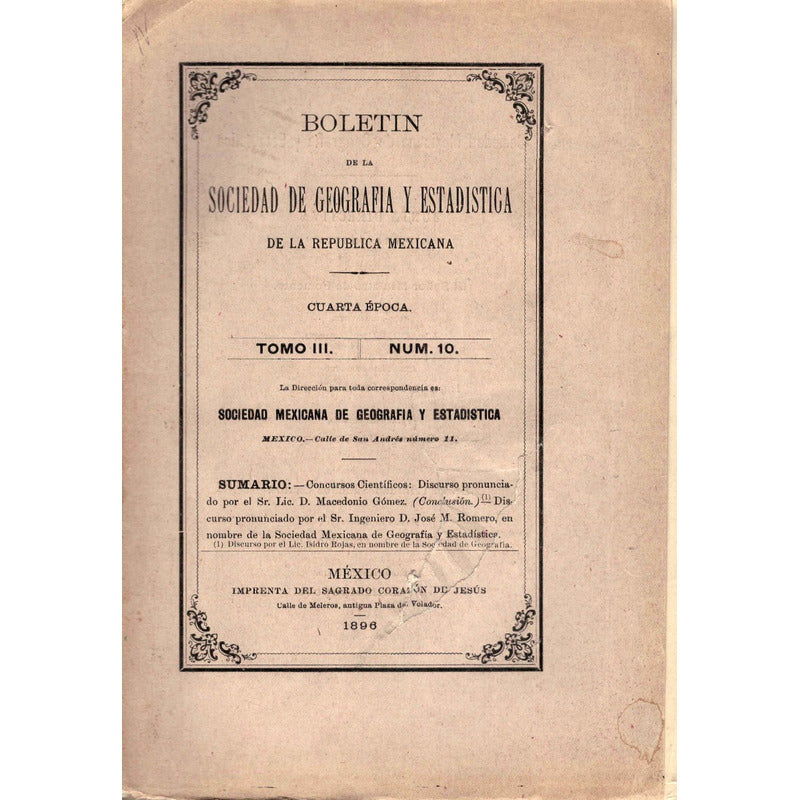 BOLETIN
DE LA
SOCIEDAD DE GEOGRAFIA Y ESTADISTICA
DE LA REPUBLICA MEXICANA
CUARTA ÉPOCA.
TOMO III. NUM. 10.
La Dirección para toda correspondencia es:
SOCIEDAD MEXICANA DE GEOGRAFIA Y ESTADISTICA
MEXICO.—Calle de San Andrés número 11.
SUMARIO:—Concursos Científicos: Discurso pronuncia-
do por el Sr. Lic. D. Macedonio Gómez. (Conclusión.) (1) Dis-
curso pronunciado por el Sr. Ingeniero D. José M. Romero, en
nombre de la Sociedad Mexicana de Geografía y Estadística.
(1) Discurso por el Lic. Isidro Rojas, en nombre de la Sociedad de Geografía.
MÉXICO
IMPRENTA DEL SAGRADO CORAZÓN DE JESÚS
Calle de Meleros, antigua Plaza del Volador.
1896